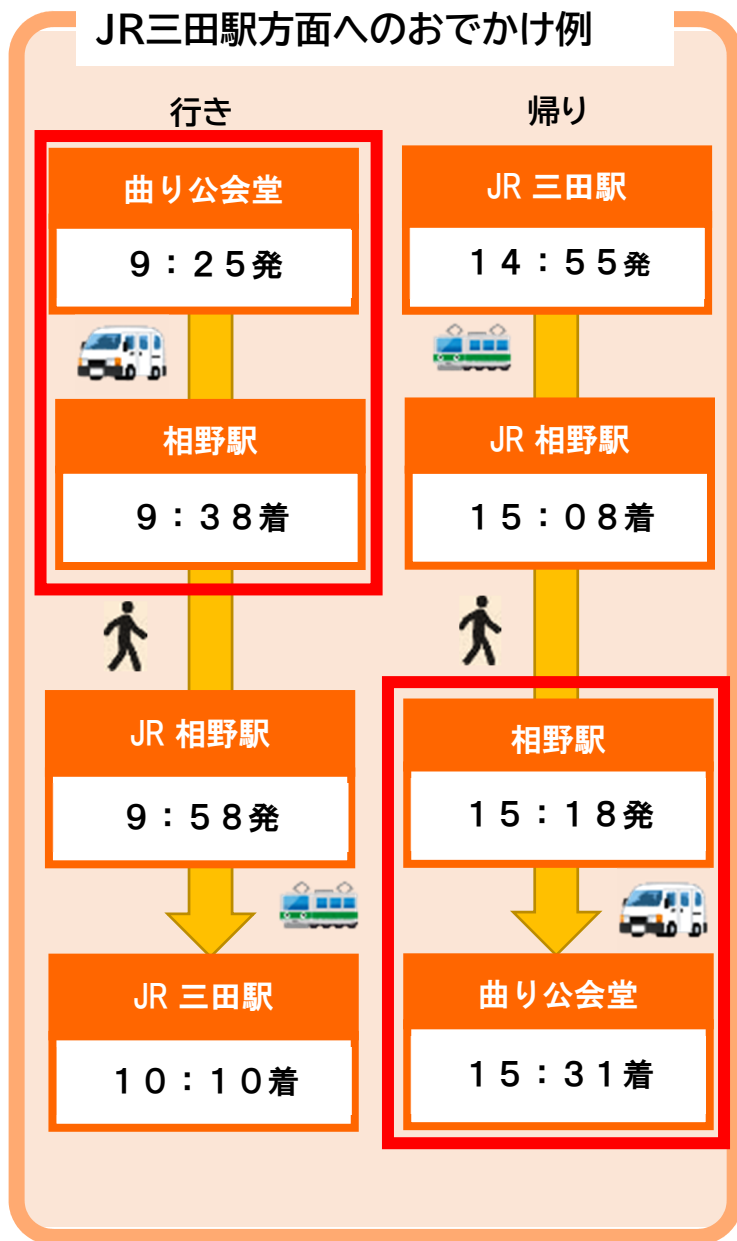 JR三田駅方面へのおでかけ例
行き
曲り公会堂
９：２５発
相野駅
９：３８着
JR 相野駅
９：５８発
JR 三田駅
１０：１０着
帰り
JR 三田駅
１４：５５発
JR 相野駅
１５：０８着
相野駅
１５：１８発
曲り公会堂
１５：３１着